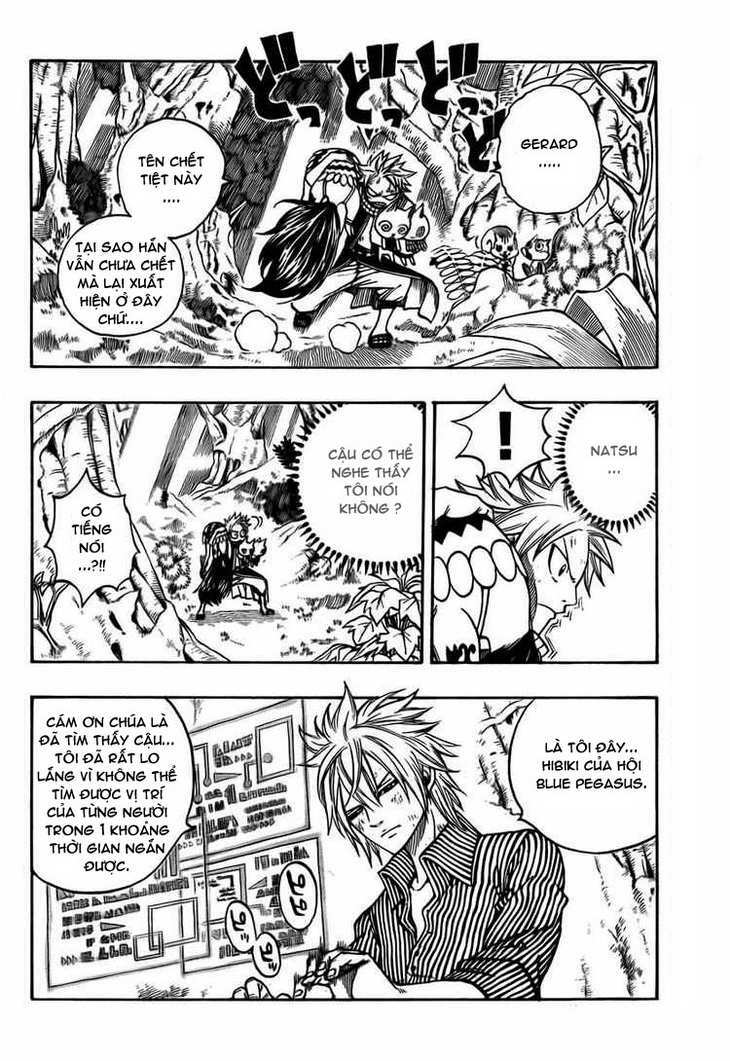 どっどっどっ
GERARD
.....
TÊN CHẾT
TIỆT NÀY
....
TẠI SAO HẮN
VẪN CHƯA CHẾT
MÀ LẠI XUẤT
HIỆN Ở ĐÂY
CHỨ....
!
NATSU
...
CẬU CÓ THỂ
NGHE THẤY
TÔI NỐI
KHÔNG ?
CÓ
TIẾNG
NÓI
...?!!
LÀ TÔI ĐÂY...
HIBIKI CỦA HỘI
BLUE PEGASUS.
CÁM ƠN CHÚA LÀ
ĐÃ TÌM THẤY CẬU...
TÔI ĐÃ RẤT LO
LẮNG VÌ KHÔNG THỂ
TÌM ĐƯỢC VỊ TRÍ
CỦA TỪNG NGƯỜI
TRONG 1 KHOẢNG
THỜI GIAN NGẮN
ĐƯỢC.